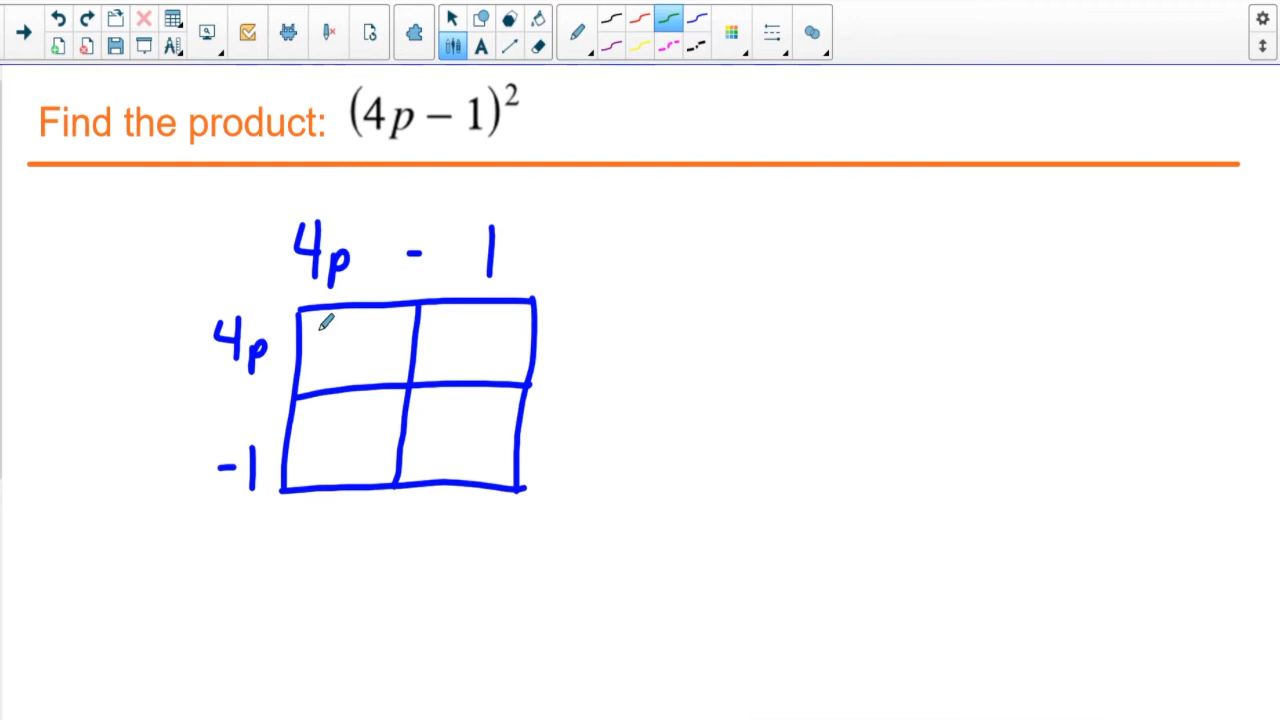 Find the product: (4p − 1)²
4p - 1
4p
-1